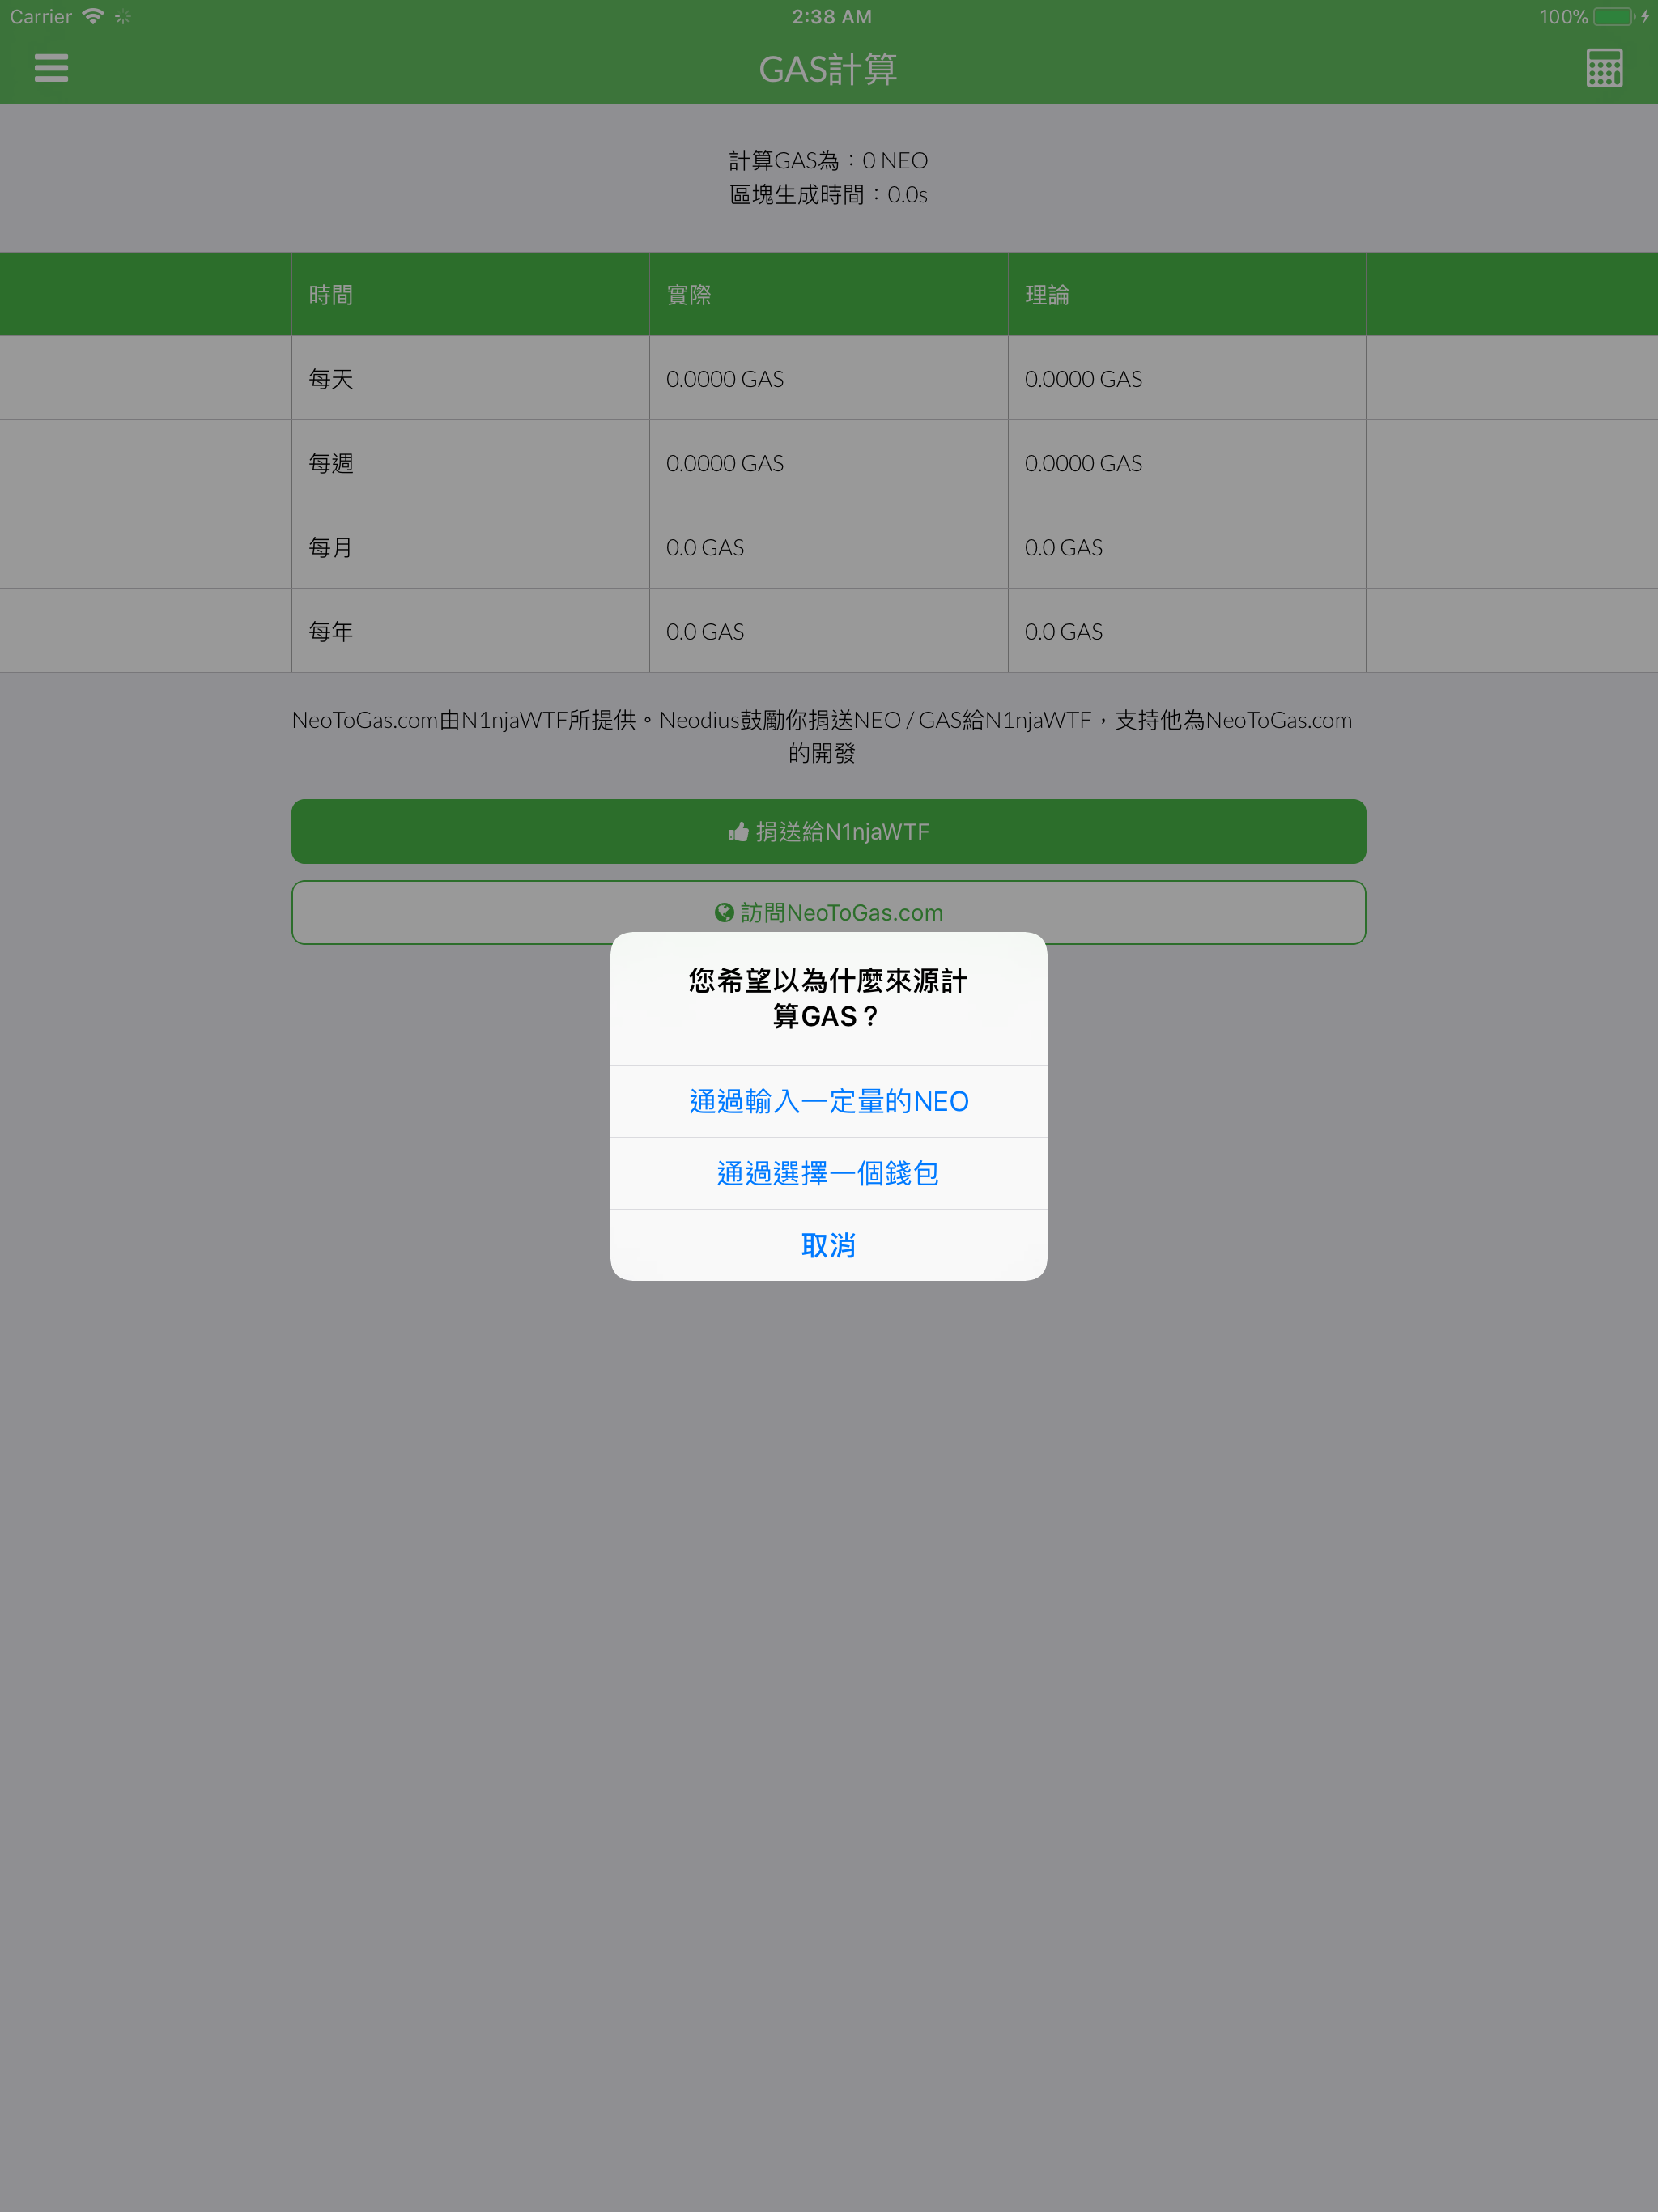 Carrier
2:38 AM
100%
GAS計算
計算GAS為：0 NEO
區塊生成時間：0.0s
時間 實際 理論
每天 0.0000 GAS 0.0000 GAS
每週 0.0000 GAS 0.0000 GAS
每月 0.0 GAS 0.0 GAS
每年 0.0 GAS 0.0 GAS
NeoToGas.com由N1njaWTF所提供。Neodius鼓勵你捐送NEO / GAS給N1njaWTF，支持他為NeoToGas.com
的開發
捐送給N1njaWTF
訪問NeoToGas.com
您希望以為什麼來源計
算GAS？
通過輸入一定量的NEO
通過選擇一個錢包
取消